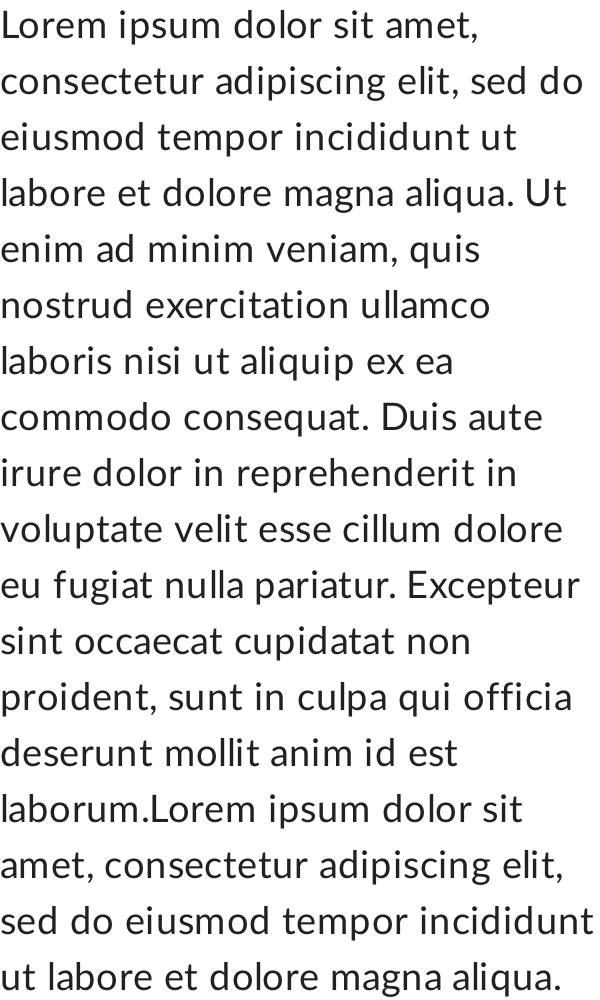 Lorem ipsum dolor sit amet,
consectetur adipiscing elit, sed do
eiusmod tempor incididunt ut
labore et dolore magna aliqua. Ut
enim ad minim veniam, quis
nostrud exercitation ullamco
laboris nisi ut aliquip ex ea
commodo consequat. Duis aute
irure dolor in reprehenderit in
voluptate velit esse cillum dolore
eu fugiat nulla pariatur. Excepteur
sint occaecat cupidatat non
proident, sunt in culpa qui officia
deserunt mollit anim id est
laborum.Lorem ipsum dolor sit
amet, consectetur adipiscing elit,
sed do eiusmod tempor incididunt
ut labore et dolore magna aliqua.